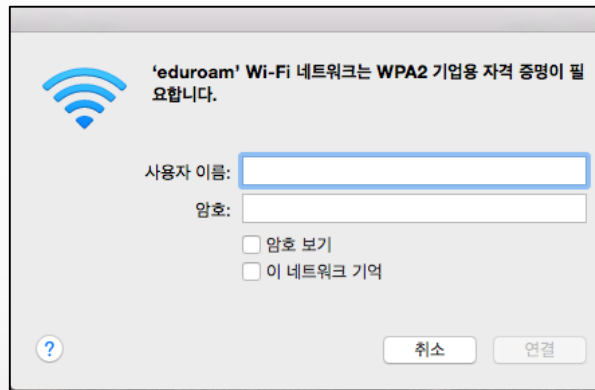 ‘eduroam’ Wi-Fi 네트워크는 WPA2 기업용 자격 증명이 필
요합니다.
사용자 이름:
암호:
암호 보기
이 네트워크 기억
?
취소
연결